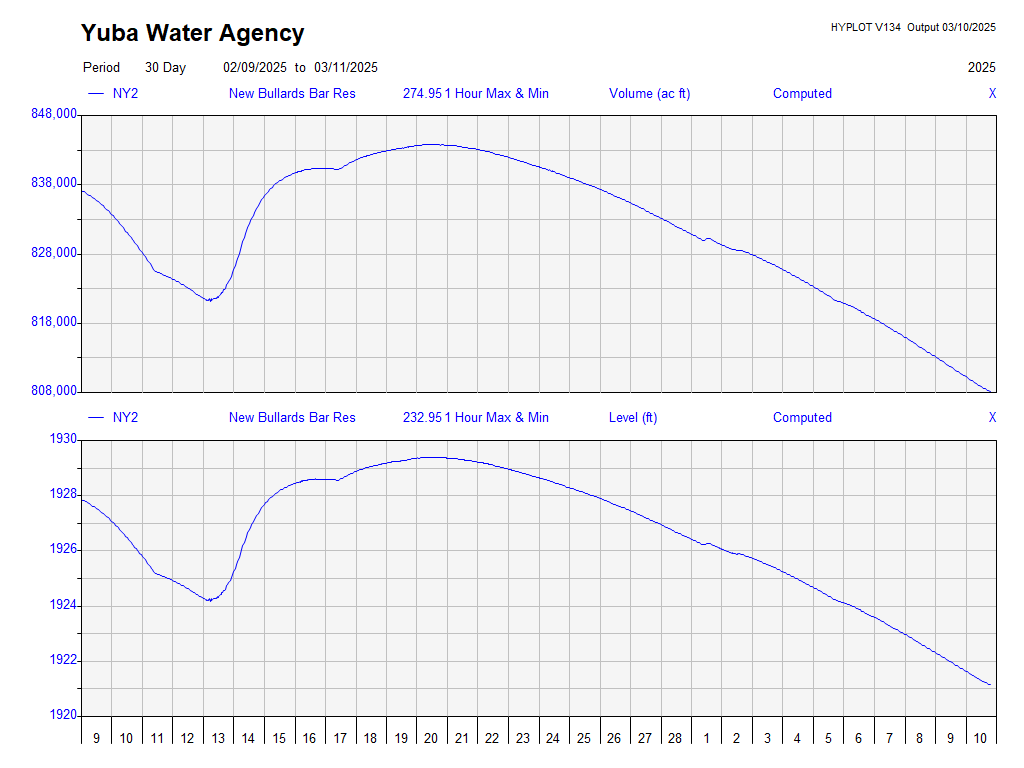 Yuba Water Agency
HYPLOT V134 Output 03/10/2025
Period 30 Day 02/09/2025 to 03/11/2025 2025
NY2 New Bullards Bar Res 274.95 1 Hour Max & Min Volume (ac ft) Computed X
848,000
838,000
828,000
818,000
808,000
NY2 New Bullards Bar Res 232.95 1 Hour Max & Min Level (ft) Computed X
1930
1928
1926
1924
1922
1920
9 10 11 12 13 14 15 16 17 18 19 20 21 22 23 24 25 26 27 28 1 2 3 4 5 6 7 8 9 10